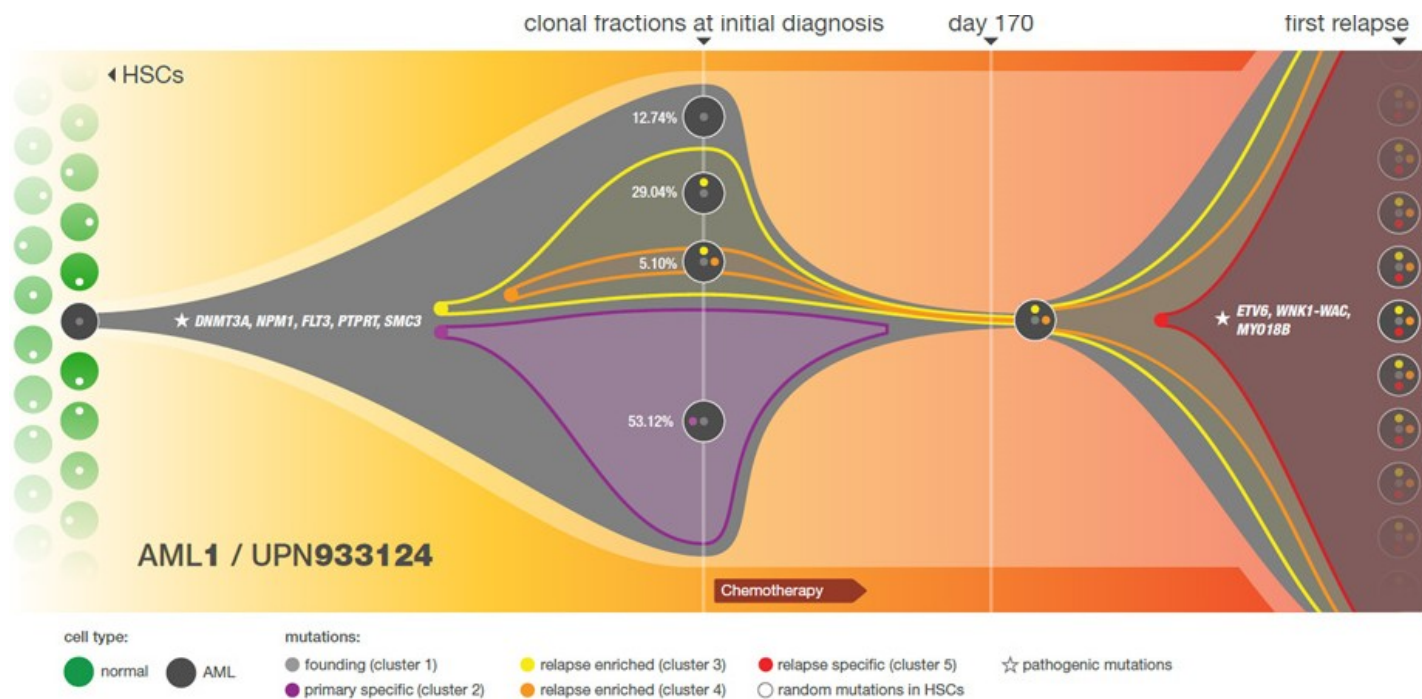 clonal fractions at initial diagnosis
day 170
first relapse
HSCs
12.74%
29.04%
5.10%
DNMT3A, NPM1, FLT3, PTPRT, SMC3
ETV6, WNK1-WAC,
MYO18B
53.12%
AML1 / UPN933124
Chemotherapy
cell type:
normal
AML
mutations:
founding (cluster 1)
relapse enriched (cluster 3)
relapse specific (cluster 5)
pathogenic mutations
primary specific (cluster 2)
relapse enriched (cluster 4)
random mutations in HSCs